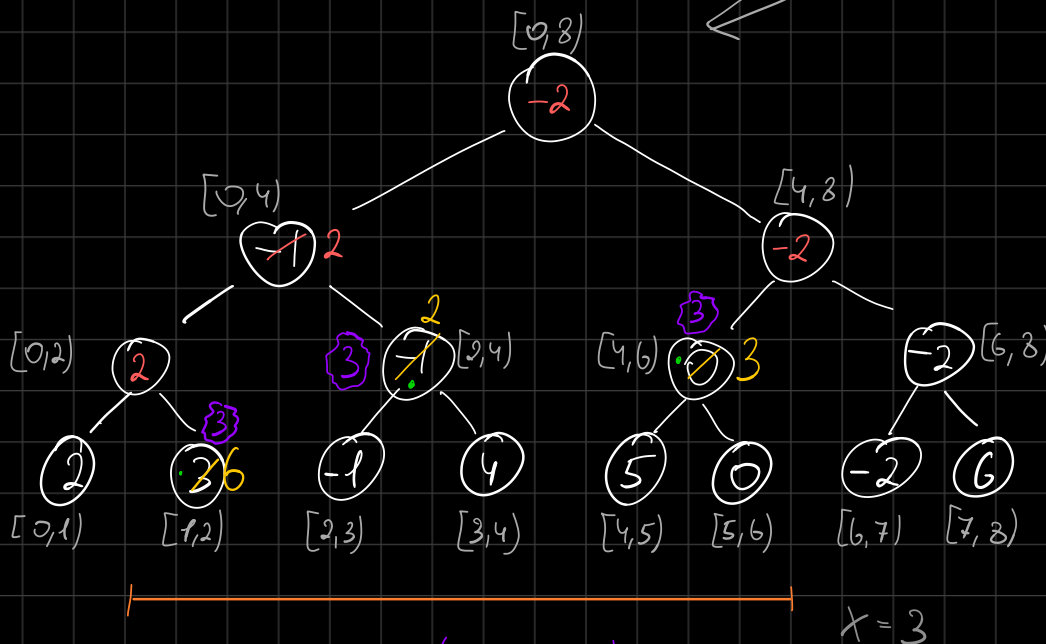 [0,8)
-2
[0,4) [4,8)
-1 2 -2
3 2
[0,2) 2 3 -1 [2,4) [4,6) 0 3 -2 [6,8)
3
2 3 6 -1 4 5 0 -2 6
[0,1) [1,2) [2,3) [3,4) [4,5) [5,6) [6,7) [7,8)
x = 3